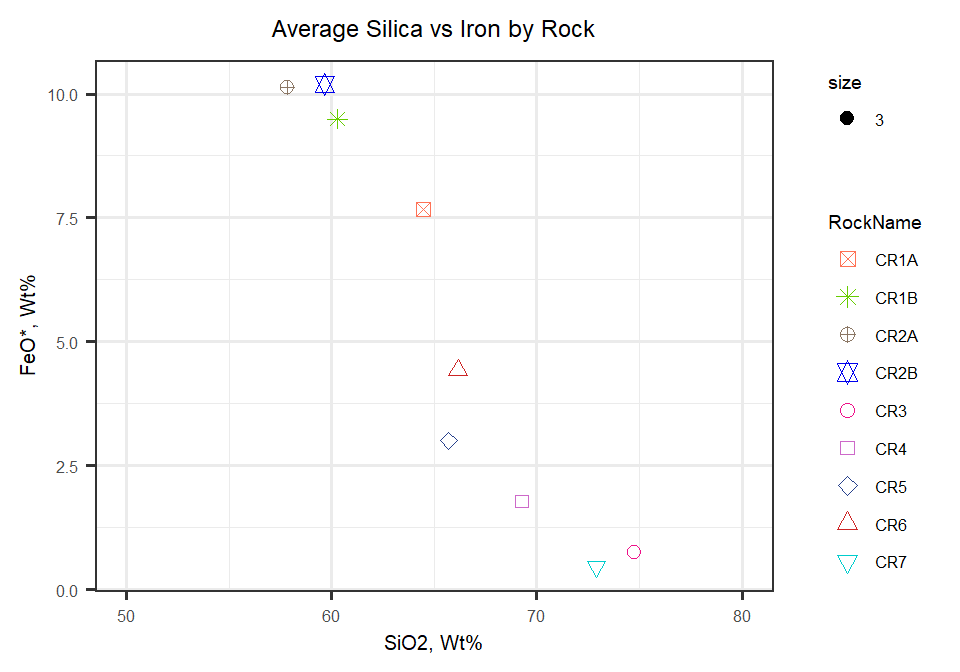 Average Silica vs Iron by Rock
FeO*, Wt%
10.0
7.5
5.0
2.5
0.0
50 60 70 80
SiO2, Wt%
size
3
RockName
CR1A
CR1B
CR2A
CR2B
CR3
CR4
CR5
CR6
CR7